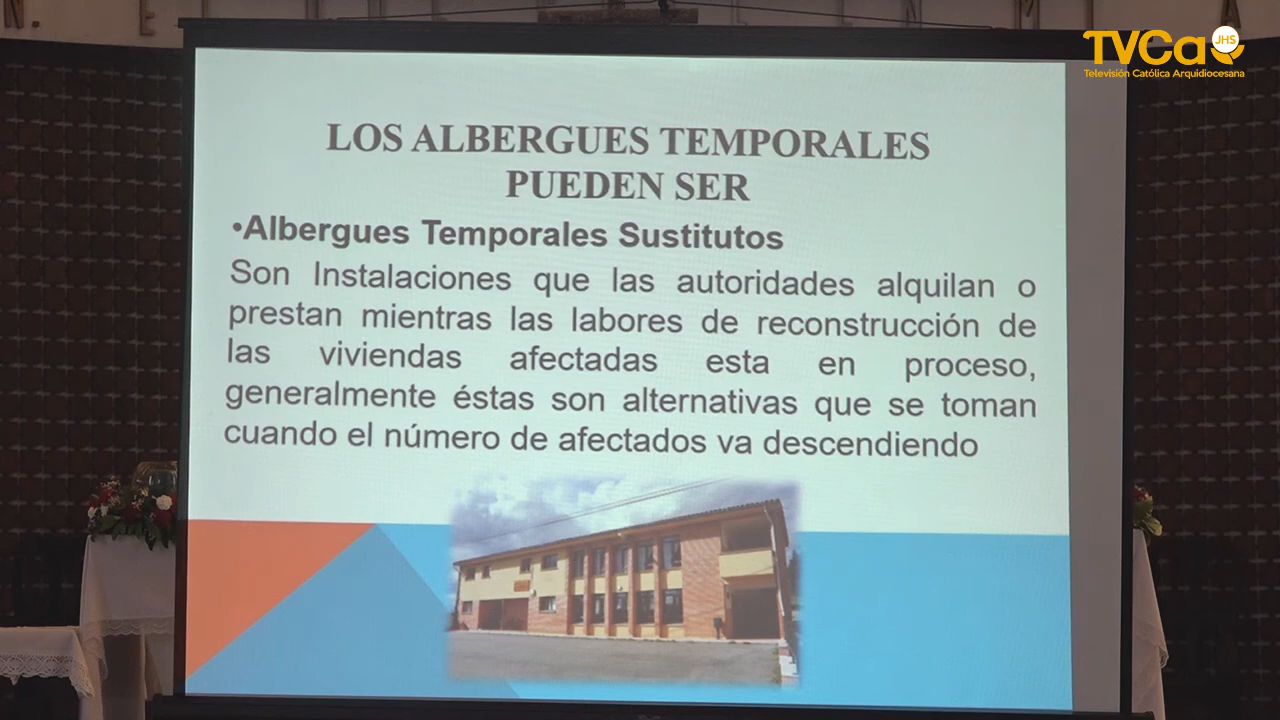 TVCa
JHS
Televisión Católica Arquidiocesana
LOS ALBERGUES TEMPORALES
PUEDEN SER
•Albergues Temporales Sustitutos
Son Instalaciones que las autoridades alquilan o
prestan mientras las labores de reconstrucción de
las viviendas afectadas esta en proceso,
generalmente éstas son alternativas que se toman
cuando el número de afectados va descendiendo